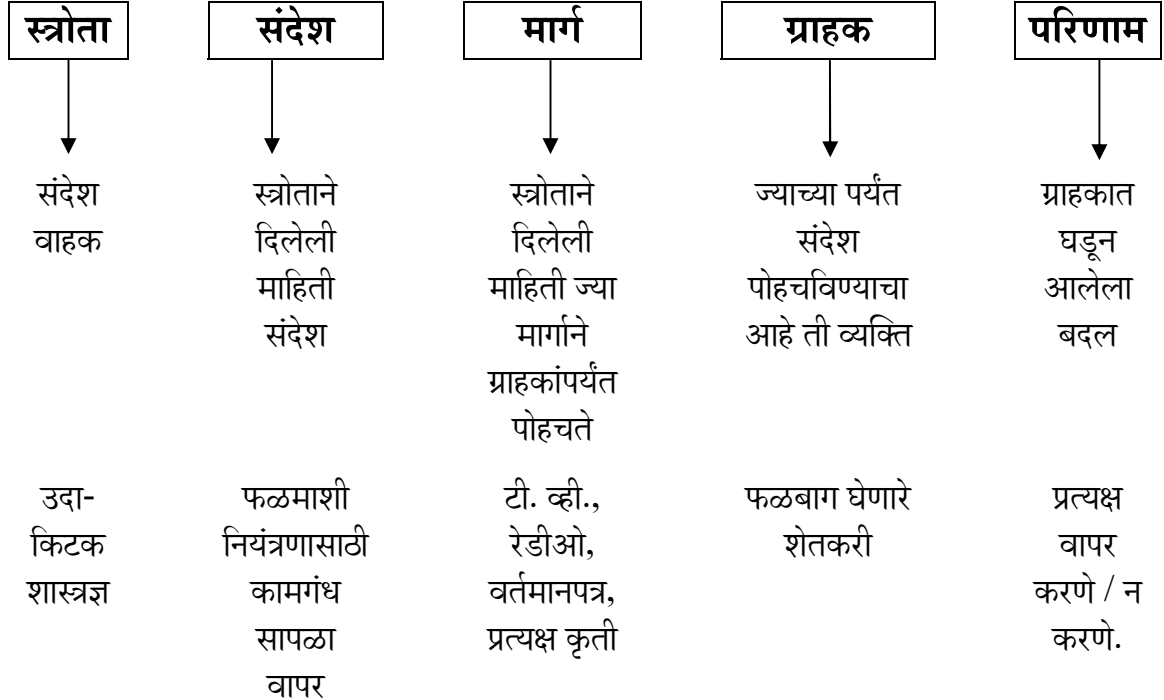 स्त्रोता
संदेश
मार्ग
ग्राहक
परिणाम
संदेश
वाहक
स्त्रोताने
दिलेली
माहिती
संदेश
स्त्रोताने
दिलेली
माहिती ज्या
मार्गाने
ग्राहकांपर्यंत
पोहचते
ज्याच्या पर्यंत
संदेश
पोहचविण्याचा
आहे ती व्यक्ति
ग्राहकात
घडून
आलेला
बदल
उदा-
किटक
शास्त्रज्ञ
फळमाशी
नियंत्रणासाठी
कामगंध
सापळा
वापर
टी. व्ही.,
रेडीओ,
वर्तमानपत्र,
प्रत्यक्ष कृती
फळबाग घेणारे
शेतकरी
प्रत्यक्ष
वापर
करणे / न
करणे.